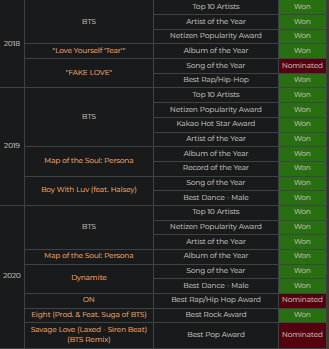 2018
BTS
Top 10 Artists
Won
Artist of the Year
Won
Netizen Popularity Award
Won
"Love Yourself 'Tear'"
Album of the Year
Won
"FAKE LOVE"
Song of the Year
Nominated
Best Rap/Hip-Hop
Won
2019
BTS
Top 10 Artists
Won
Netizen Popularity Award
Won
Kakao Hot Star Award
Won
Artist of the Year
Won
Map of the Soul: Persona
Album of the Year
Won
Record of the Year
Won
Boy With Luv (feat. Halsey)
Song of the Year
Won
Best Dance - Male
Won
2020
BTS
Top 10 Artists
Won
Netizen Popularity Award
Won
Artist of the Year
Won
Map of the Soul: Persona
Album of the Year
Won
Dynamite
Song of the Year
Won
Best Dance - Male
Won
ON
Best Rap/Hip Hop Award
Nominated
Eight (Prod. & Feat. Suga of BTS)
Best Rock Award
Won
Savage Love (Laxed - Siren Beat)
(BTS Remix)
Best Pop Award
Nominated